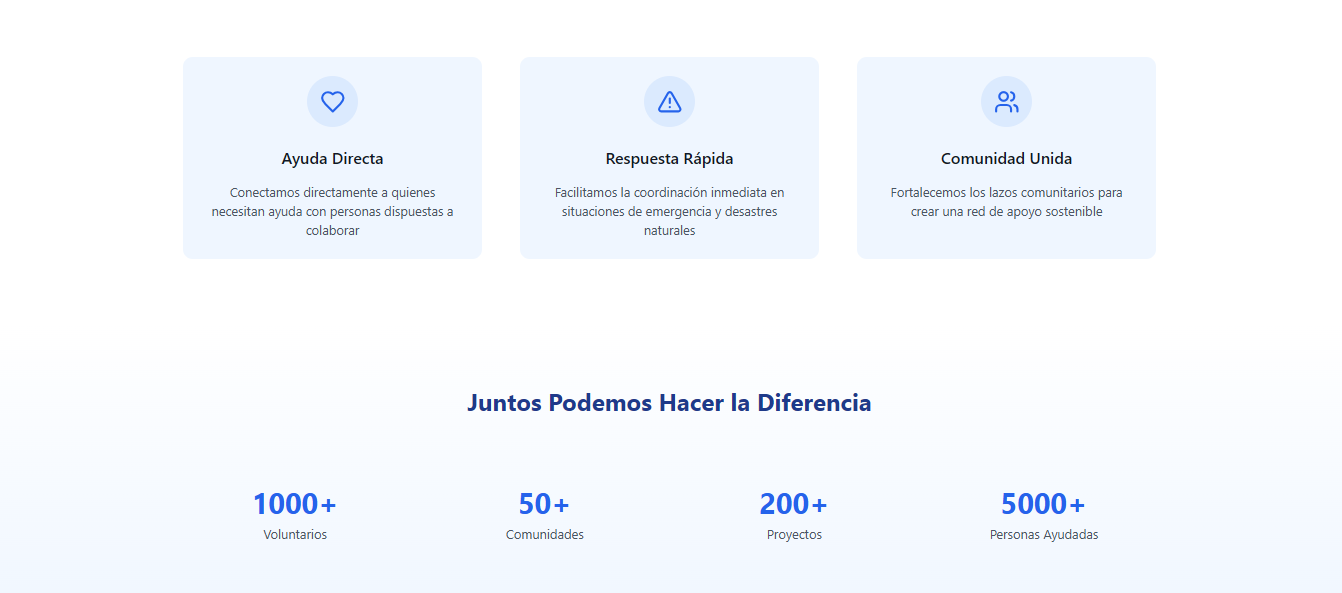 Ayuda Directa
Conectamos directamente a quienes
necesitan ayuda con personas dispuestas a
colaborar
Respuesta Rápida
Facilitamos la coordinación inmediata en
situaciones de emergencia y desastres
naturales
Comunidad Unida
Fortalecemos los lazos comunitarios para
crear una red de apoyo sostenible
Juntos Podemos Hacer la Diferencia
1000+
Voluntarios
50+
Comunidades
200+
Proyectos
5000+
Personas Ayudadas